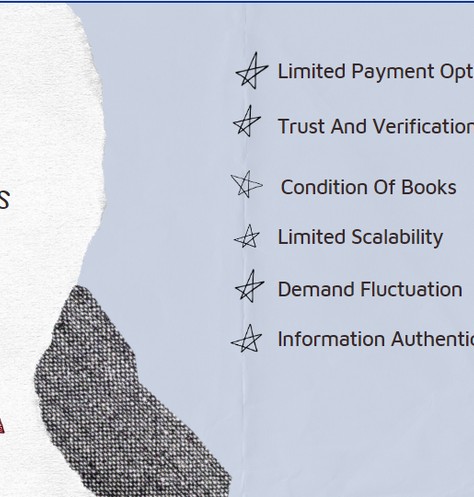 Limited Payment Opt
Trust And Verification
s
Condition Of Books
Limited Scalability
Demand Fluctuation
Information Authentic